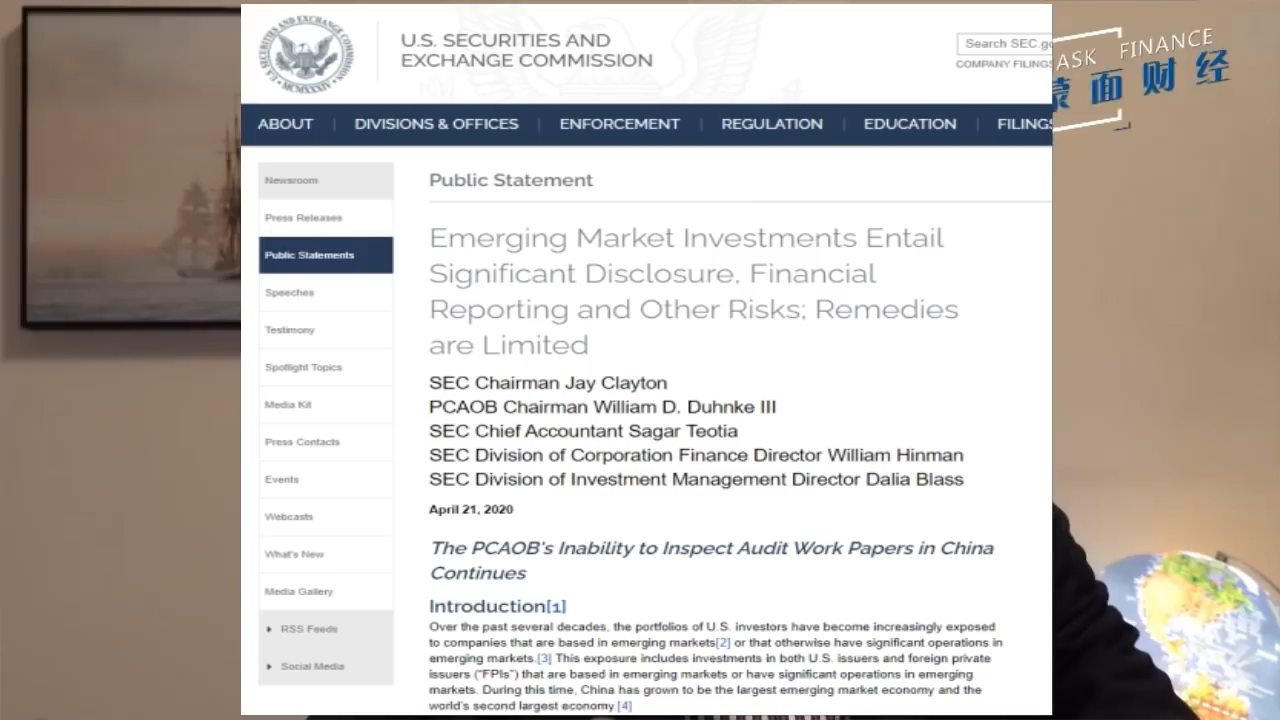 U.S. SECURITIES AND
EXCHANGE COMMISSION
Search SEC.go
COMPANY FILINGS
ASK FINANCE
蒙面财经
ABOUT
DIVISIONS & OFFICES
ENFORCEMENT
REGULATION
EDUCATION
FILINGS
Newsroom
Press Releases
Public Statements
Speeches
Testimony
Spotlight Topics
Media Kit
Press Contacts
Events
Webcasts
What's New
Media Gallery
RSS Feeds
Social Media
Public Statement
Emerging Market Investments Entail
Significant Disclosure, Financial
Reporting and Other Risks; Remedies
are Limited
SEC Chairman Jay Clayton
PCAOB Chairman William D. Duhnke III
SEC Chief Accountant Sagar Teotia
SEC Division of Corporation Finance Director William Hinman
SEC Division of Investment Management Director Dalia Blass
April 21, 2020
The PCAOB's Inability to Inspect Audit Work Papers in China
Continues
Introduction[1]
Over the past several decades, the portfolios of U.S. investors have become increasingly exposed
to companies that are based in emerging markets[2] or that otherwise have significant operations in
emerging markets.[3] This exposure includes investments in both U.S. issuers and foreign private
issuers ("FPIs") that are based in emerging markets or have significant operations in emerging
markets. During this time, China has grown to be the largest emerging market economy and the
world's second largest economy.[4]